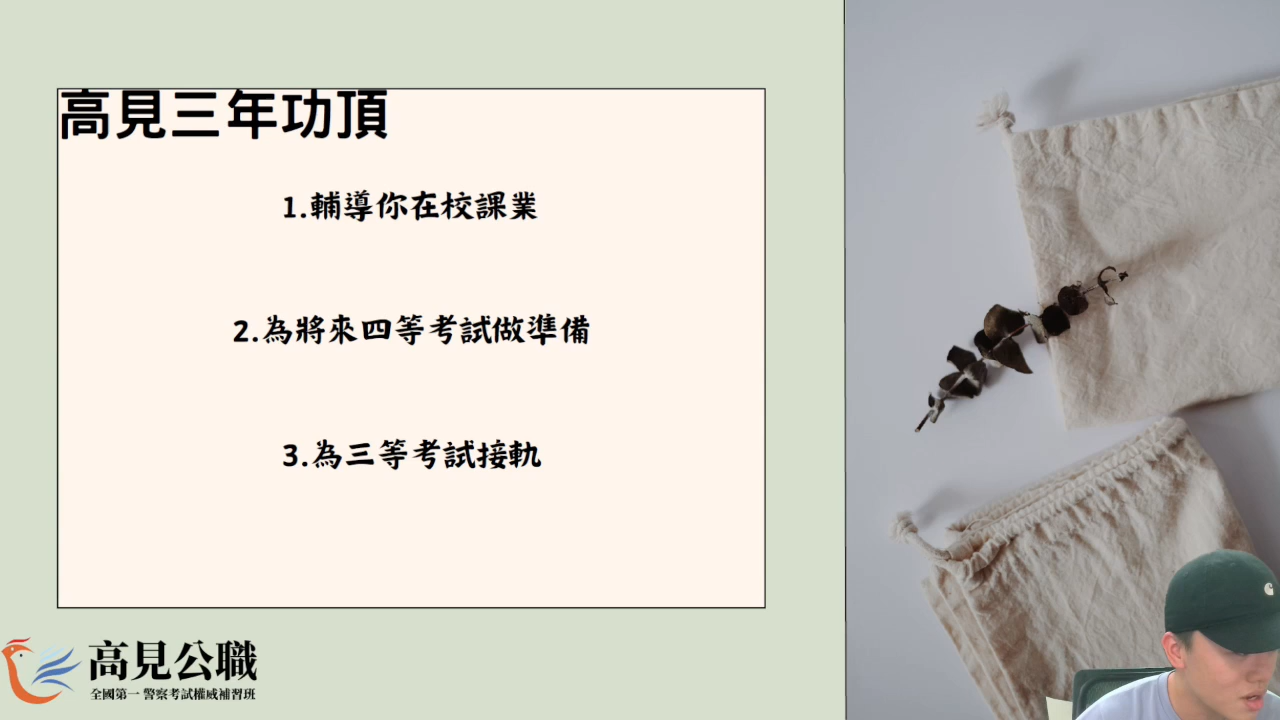 高見三年功頂
1.輔導你在校課業
2.為將來四等考試做準備
3.為三等考試接軌
高見公職
全國第一 警察考試權威補習班